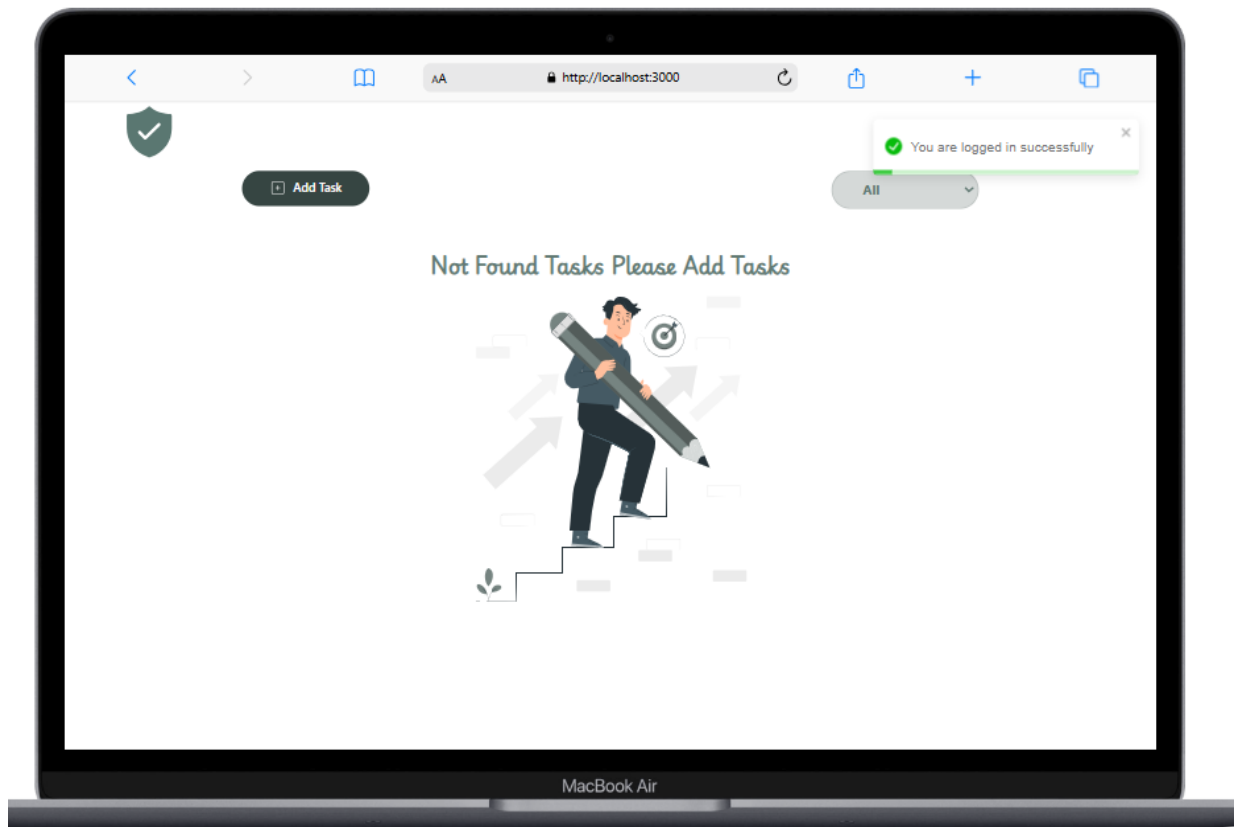 AA
http://localhost:3000
You are logged in successfully
Add Task
All
Not Found Tasks Please Add Tasks
MacBook Air